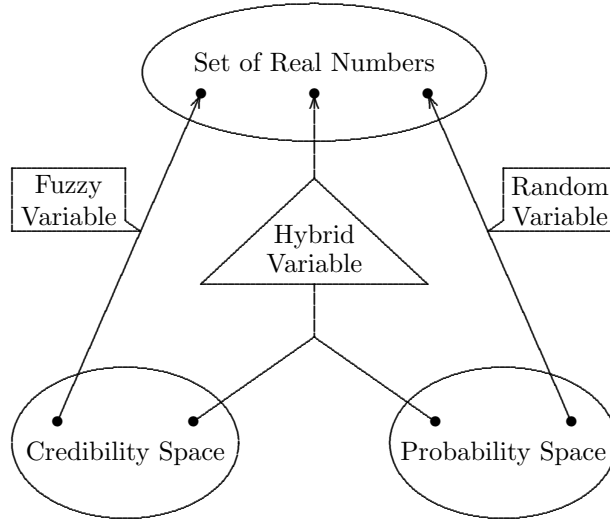 Set of Real Numbers
Fuzzy
Variable
Random
Variable
Hybrid
Variable
Credibility Space
Probability Space